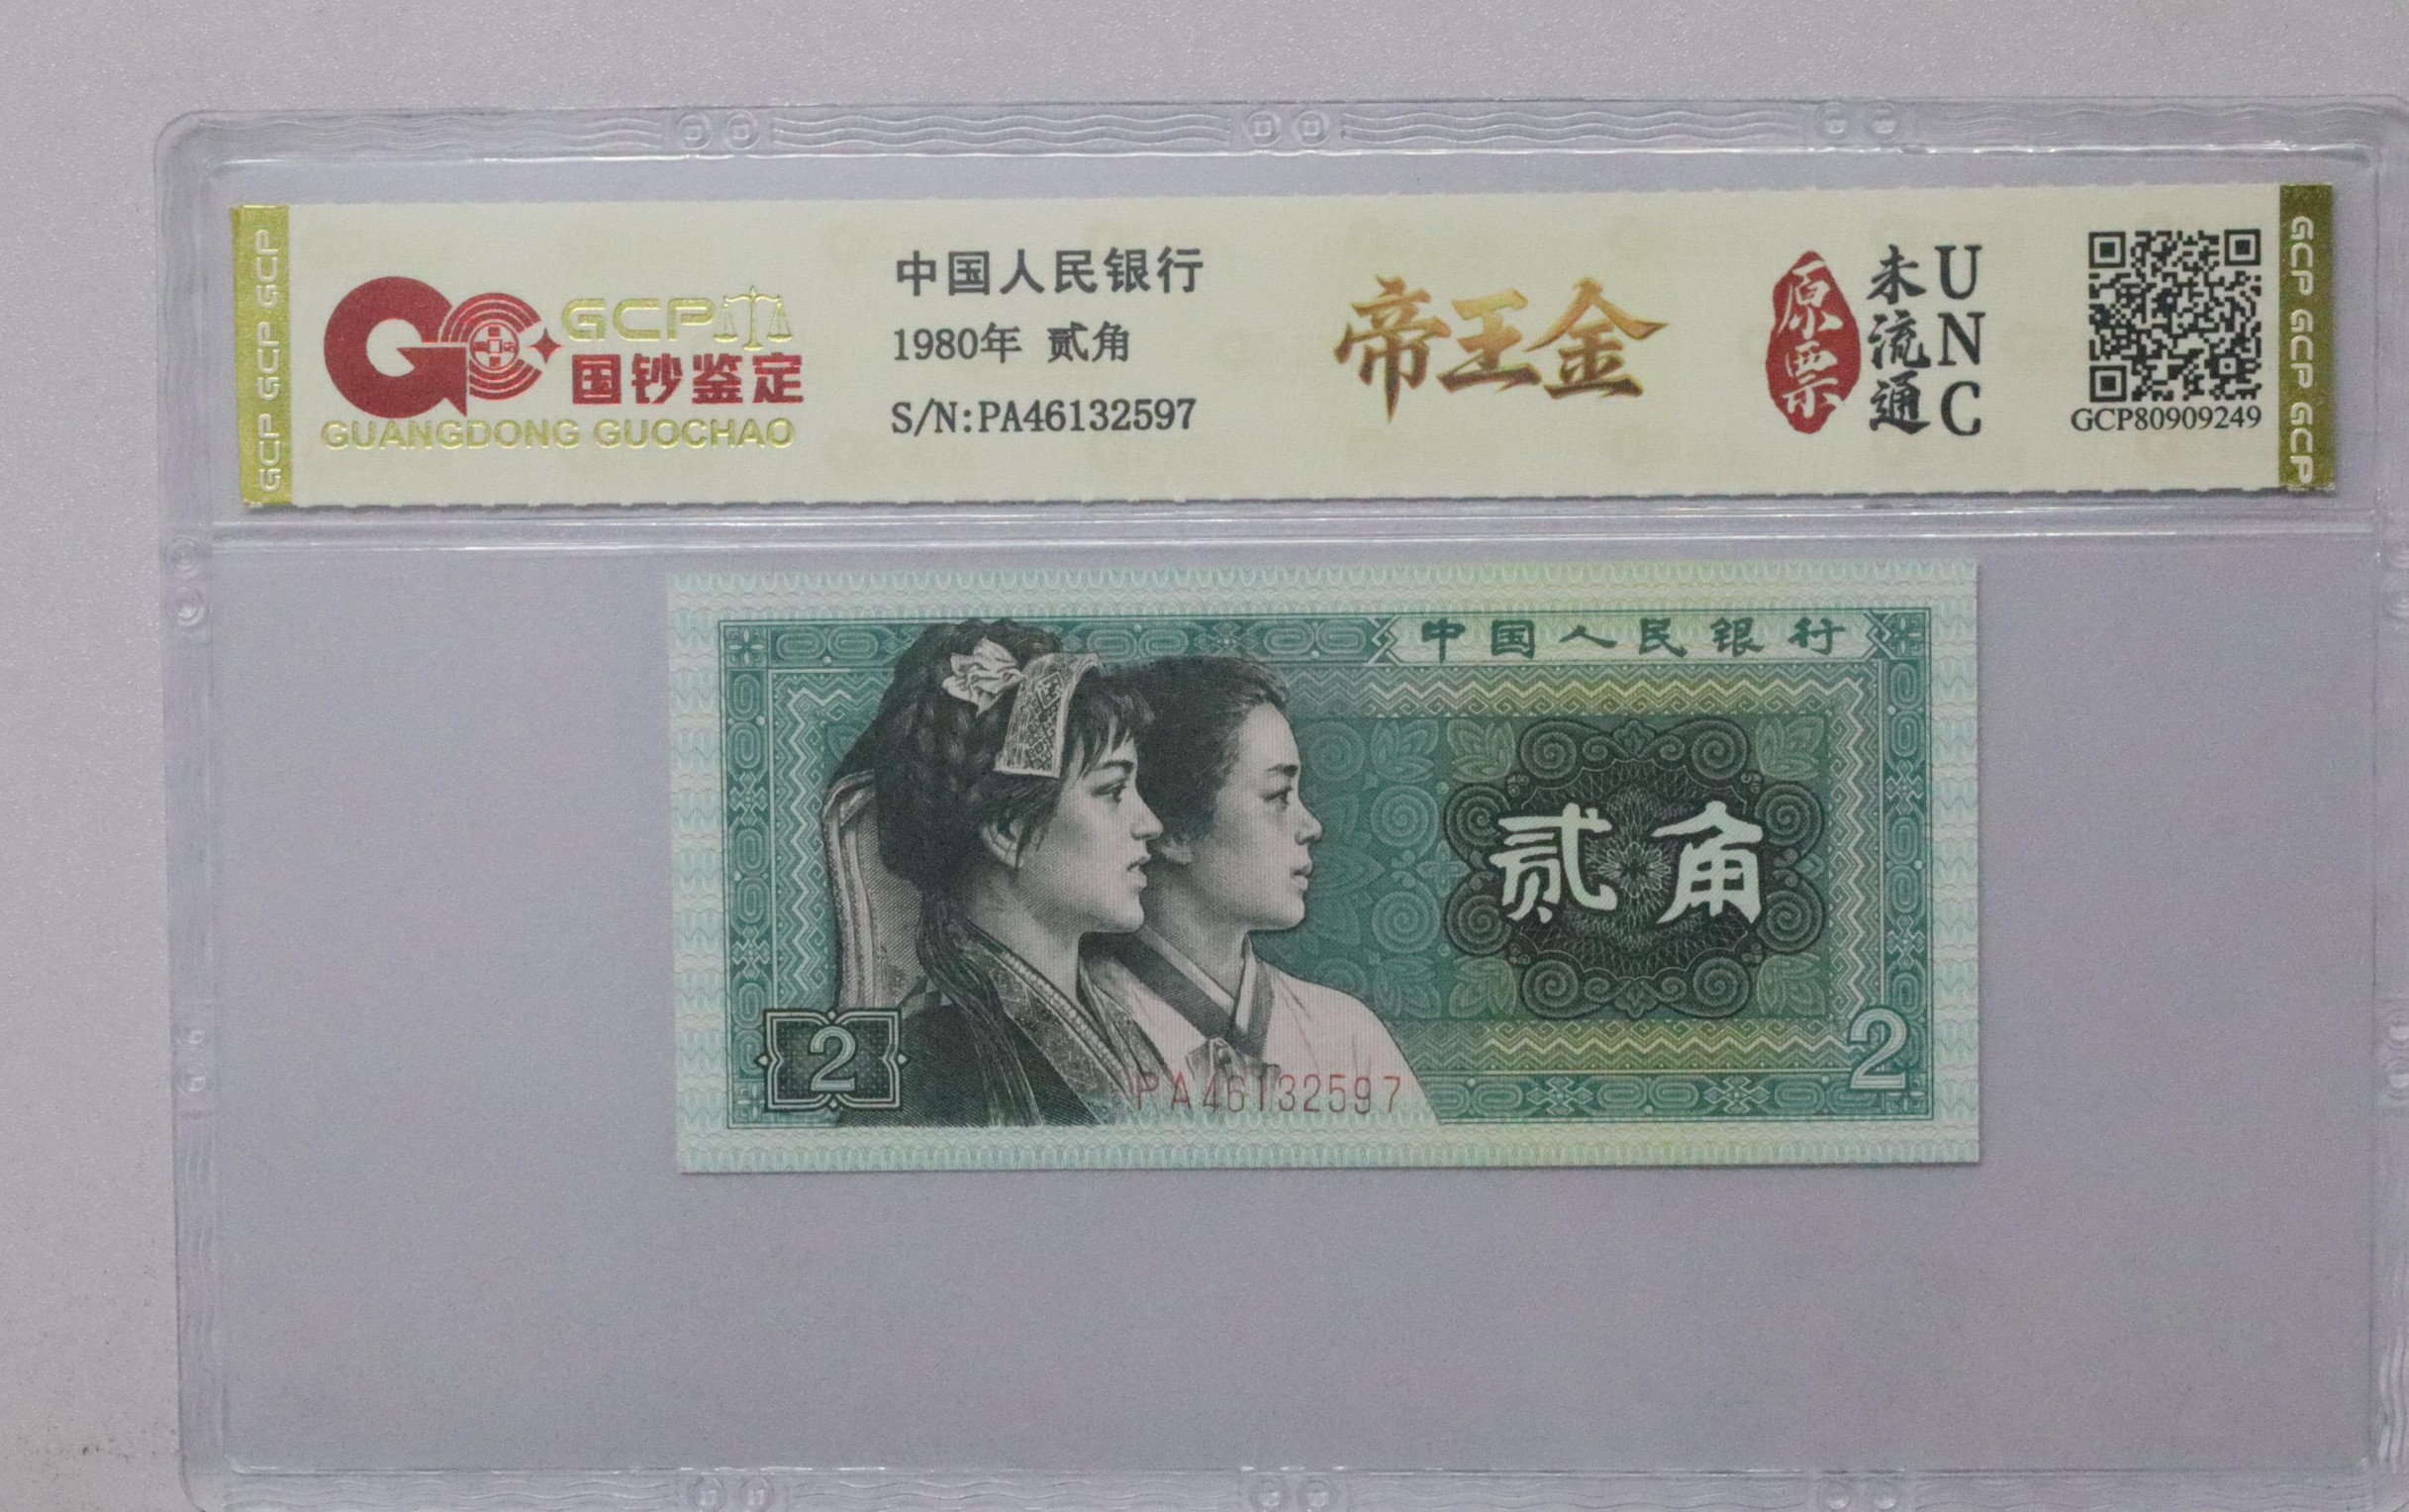 GCP GCP GCP
GCP
国钞鉴定
GUANGDONG GUOCHAO
中国人民银行
1980年 贰角
S/N:PA46132597
帝王金
原票
未流通
UNC
GCP80909249
GCP GCP GCP
中国人民银行
贰角
2
2
PA46132597